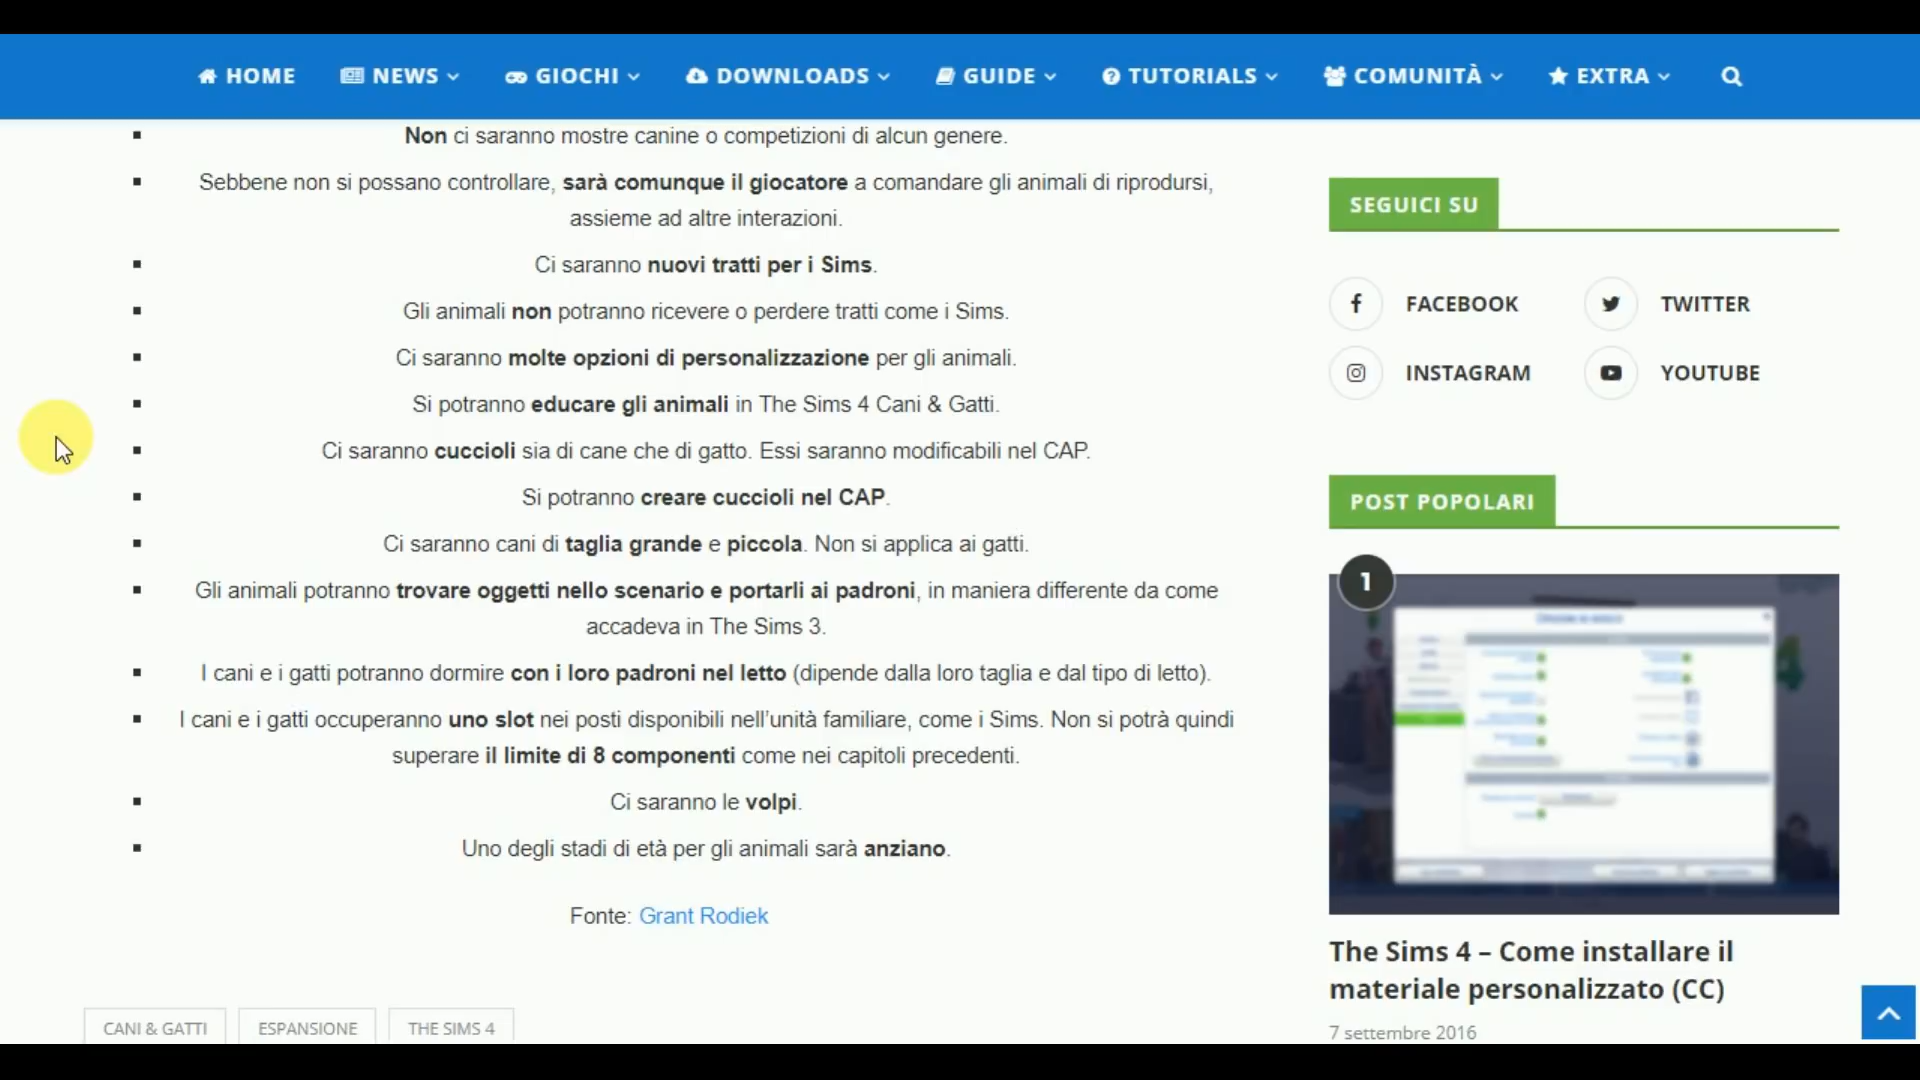 HOME NEWS GIOCHI DOWNLOADS GUIDE TUTORIALS COMUNITÀ EXTRA
Non ci saranno mostre canine o competizioni di alcun genere.
Sebbene non si possano controllare, sarà comunque il giocatore a comandare gli animali di riprodursi,
assieme ad altre interazioni.
Ci saranno nuovi tratti per i Sims.
Gli animali non potranno ricevere o perdere tratti come i Sims.
Ci saranno molte opzioni di personalizzazione per gli animali.
Si potranno educare gli animali in The Sims 4 Cani & Gatti.
Ci saranno cuccioli sia di cane che di gatto. Essi saranno modificabili nel CAP.
Si potranno creare cuccioli nel CAP.
Ci saranno cani di taglia grande e piccola. Non si applica ai gatti.
Gli animali potranno trovare oggetti nello scenario e portarli ai padroni, in maniera differente da come
accadeva in The Sims 3.
I cani e i gatti potranno dormire con i loro padroni nel letto (dipende dalla loro taglia e dal tipo di letto).
I cani e i gatti occuperanno uno slot nei posti disponibili nell'unità familiare, come i Sims. Non si potrà quindi
superare il limite di 8 componenti come nei capitoli precedenti.
Ci saranno le volpi.
Uno degli stadi di età per gli animali sarà anziano.
Fonte: Grant Rodiek
CANI & GATTI ESPANSIONE THE SIMS 4
SEGUICI SU
FACEBOOK TWITTER
INSTAGRAM YOUTUBE
POST POPOLARI
1
The Sims 4 – Come installare il
materiale personalizzato (CC)
7 settembre 2016